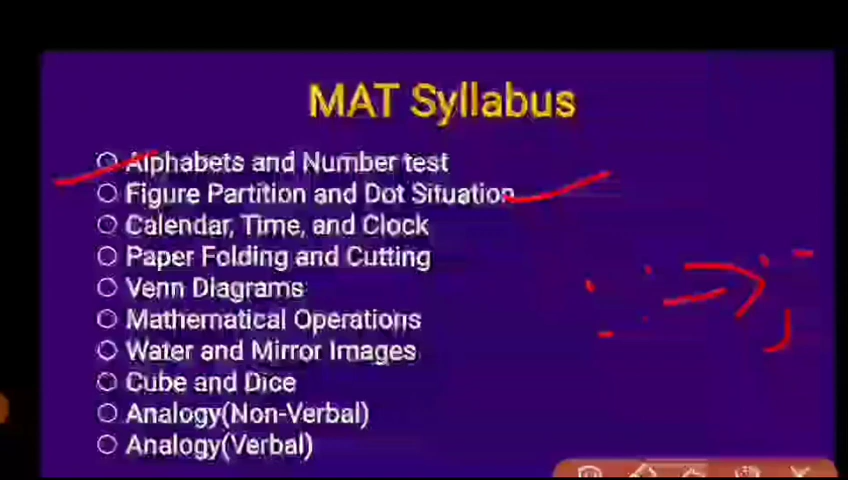 MAT Syllabus
Alphabets and Number test
Figure Partition and Dot Situation
Calendar, Time, and Clock
Paper Folding and Cutting
Venn Diagrams
Mathematical Operations
Water and Mirror Images
Cube and Dice
Analogy(Non-Verbal)
Analogy(Verbal)